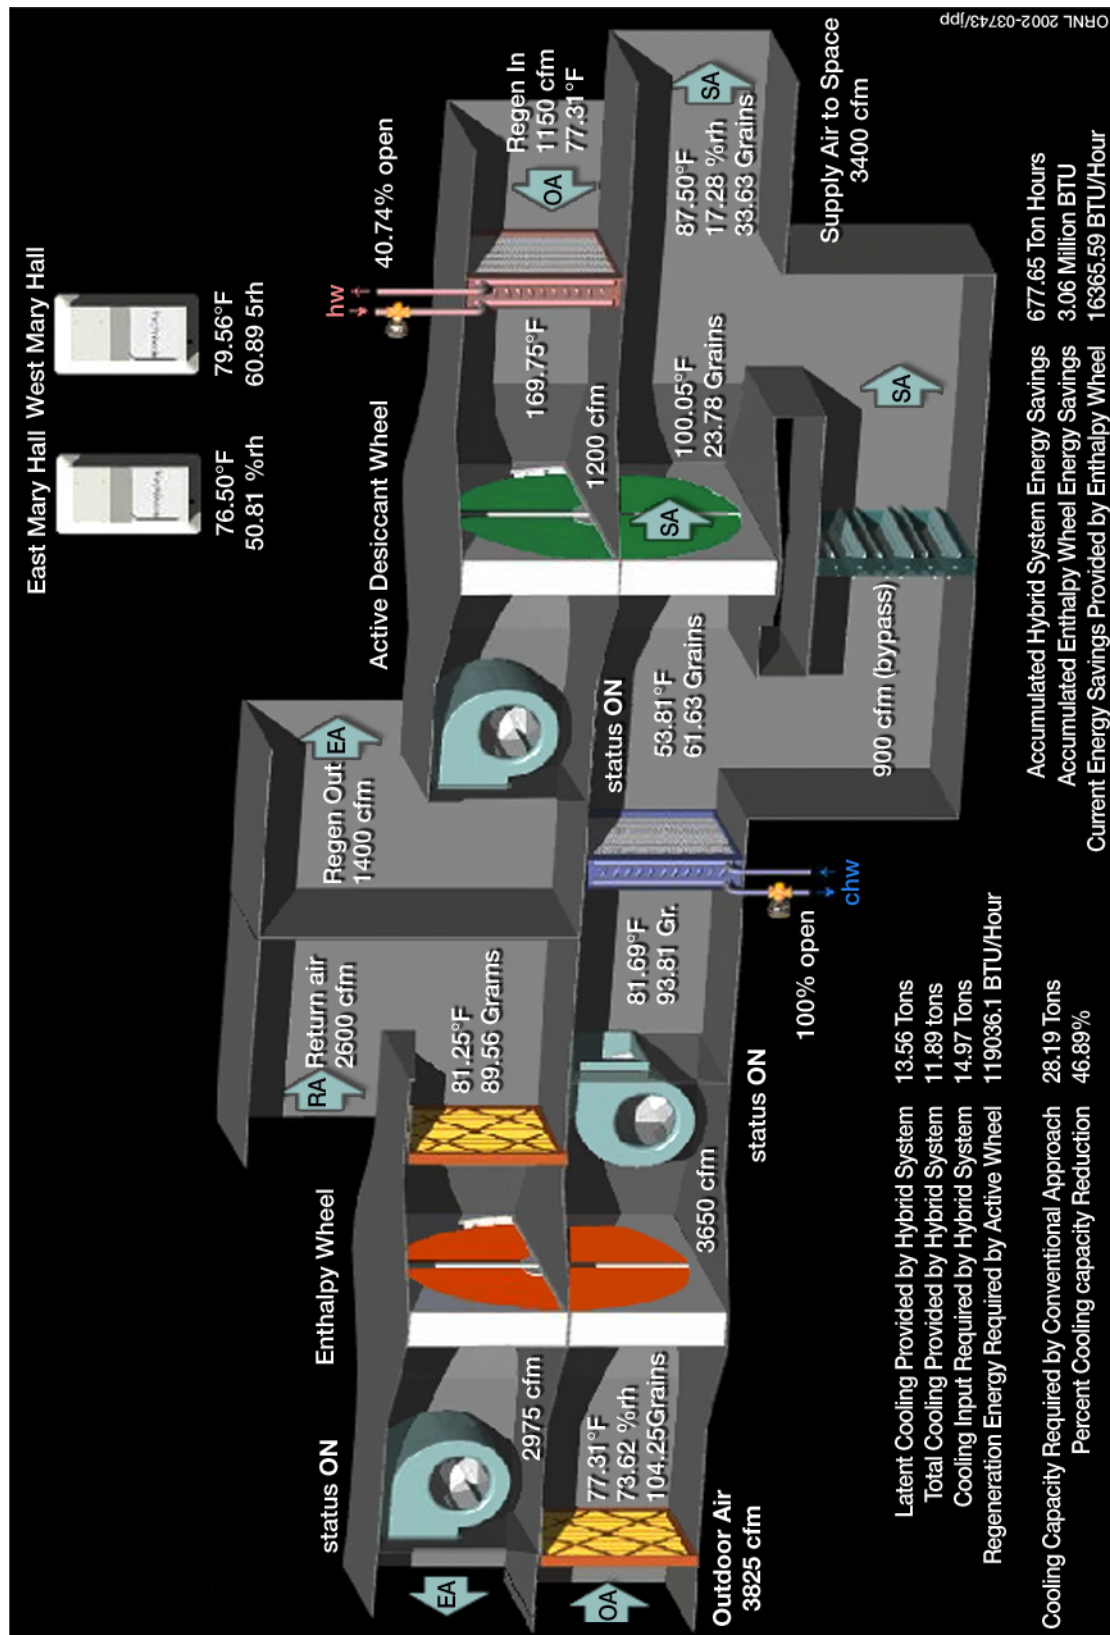 East Mary Hall
76.50°F
50.81 %rh
West Mary Hall
79.56°F
60.89 5rh
status ON
Enthalpy Wheel
RA
Return air
2600 cfm
Regen Out
1400 cfm
EA
Active Desiccant Wheel
hw
40.74% open
EA
2975 cfm
81.25°F
89.56 Grams
169.75°F
1200 cfm
OA
Regen In
1150 cfm
77.31°F
OA
Outdoor Air
3825 cfm
77.31°F
73.62 %rh
104.25Grains
3650 cfm
status ON
81.69°F
93.81 Gr.
100% open
chw
status ON
53.81°F
61.63 Grains
SA
100.05°F
23.78 Grains
87.50°F
17.28 %rh
33.63 Grains
SA
900 cfm (bypass)
SA
Supply Air to Space
3400 cfm
Latent Cooling Provided by Hybrid System 13.56 Tons
Total Cooling Provided by Hybrid System 11.89 tons
Cooling Input Required by Hybrid System 14.97 Tons
Regeneration Energy Required by Active Wheel 119036.1 BTU/Hour
Cooling Capacity Required by Conventional Approach 28.19 Tons
Percent Cooling capacity Reduction 46.89%
Accumulated Hybrid System Energy Savings 677.65 Ton Hours
Accumulated Enthalpy Wheel Energy Savings 3.06 Million BTU
Current Energy Savings Provided by Enthalpy Wheel 16365.59 BTU/Hour
ORNL 2002-03743/jpp